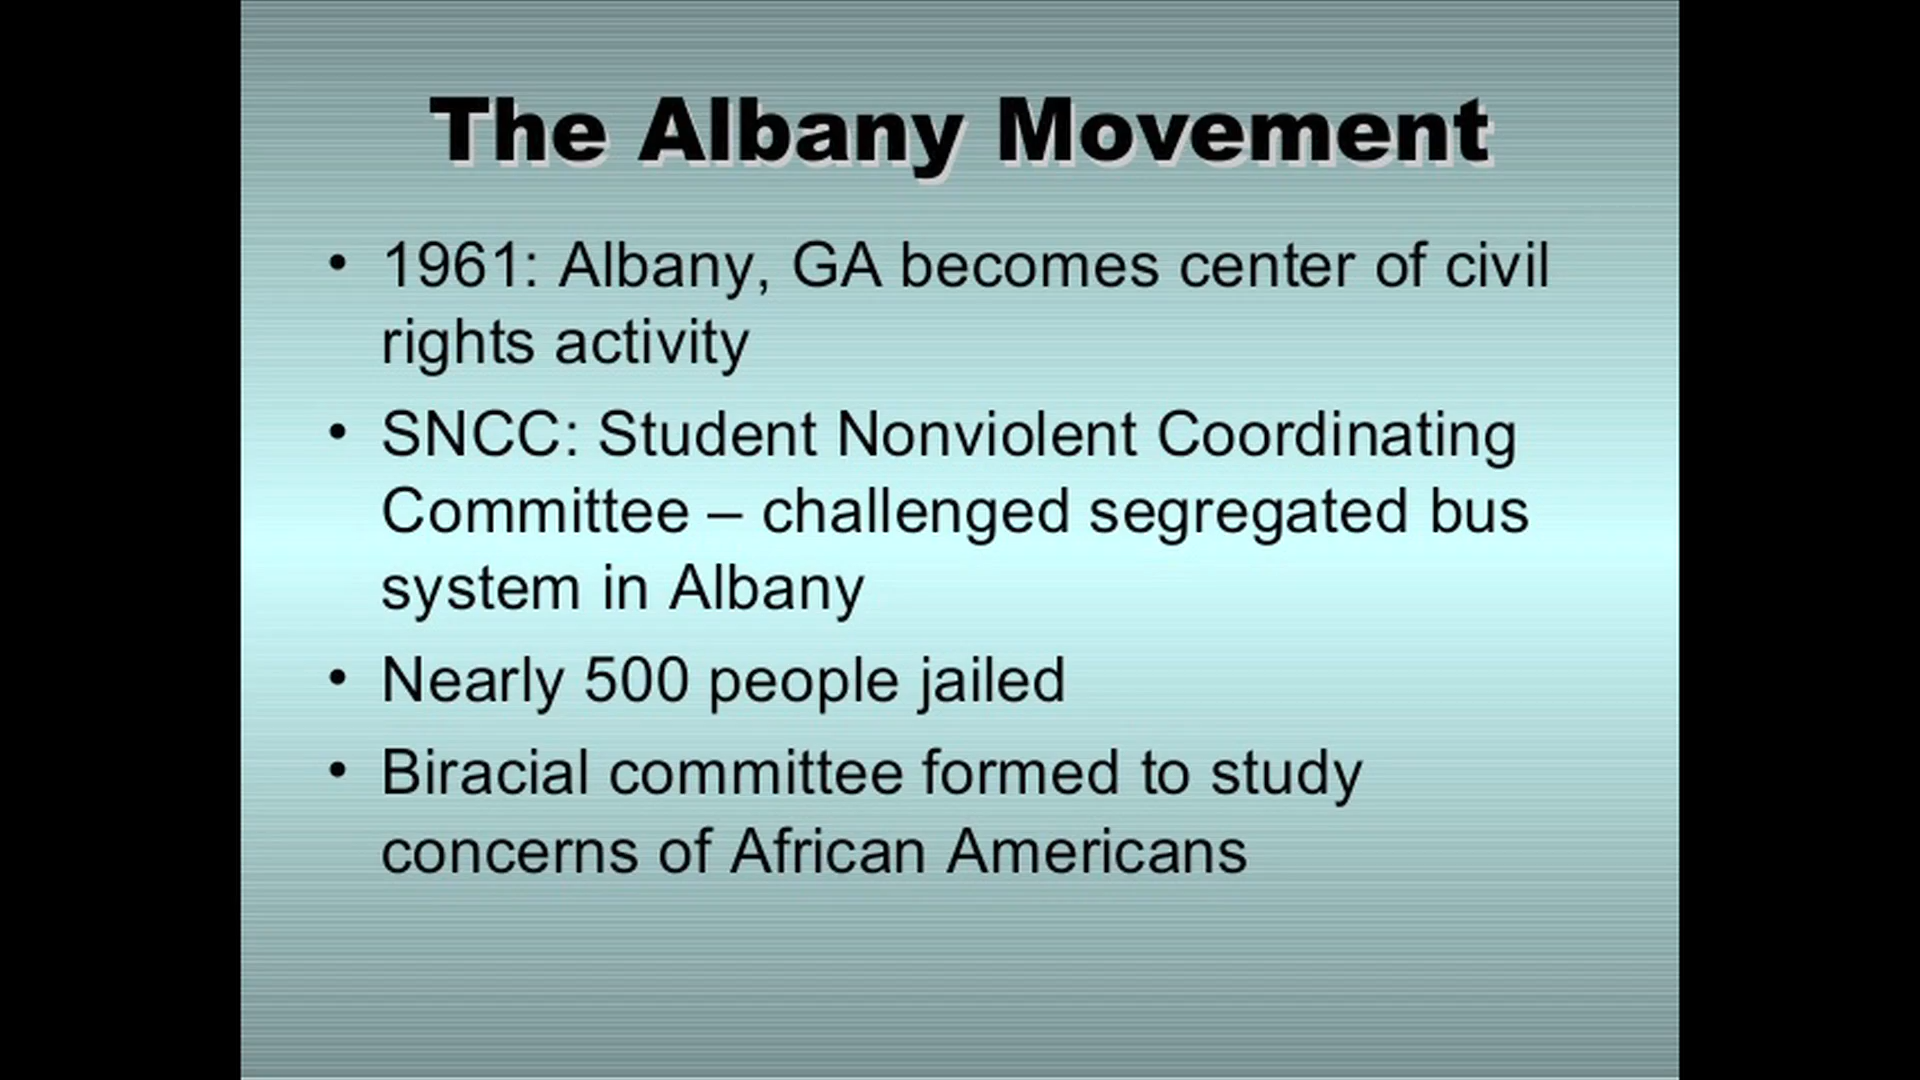 The Albany Movement
• 1961: Albany, GA becomes center of civil
rights activity
• SNCC: Student Nonviolent Coordinating
Committee – challenged segregated bus
system in Albany
• Nearly 500 people jailed
• Biracial committee formed to study
concerns of African Americans